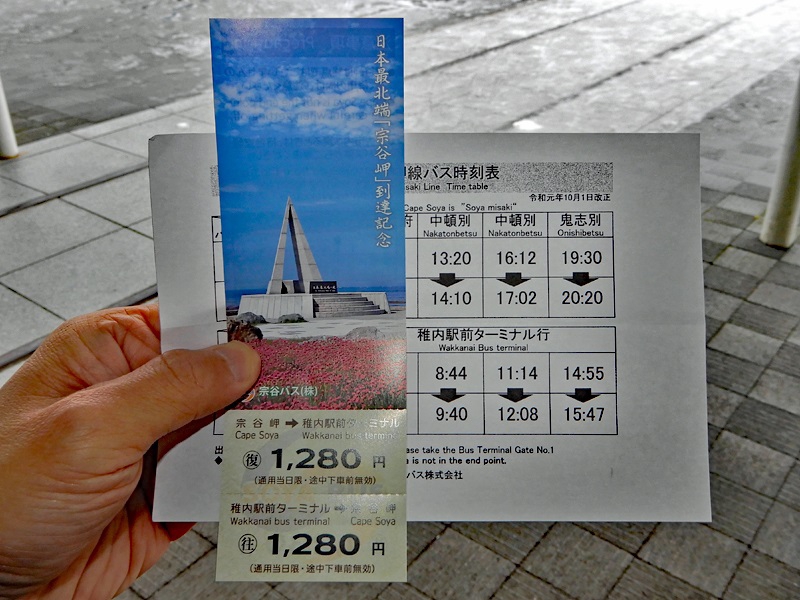 日本最北端「宗谷岬」到達記念
宗谷バス(株)
宗谷岬 ➡ 稚内駅前ターミナル
Cape Soya Wakkanai bus terminal
復 1,280 円
(通用当日限・途中下車前無効)
稚内駅前ターミナル ➡ 宗谷岬
Wakkanai bus terminal Cape Soya
往 1,280 円
(通用当日限・途中下車前無効)
線バス時刻表
saki Line Time table
令和元年10月1日改正
Cape Soya is "Soya misaki"
中頓別 中頓別 鬼志別
Nakatonbetsu Nakatonbetsu Onishibetsu
13:20 16:12 19:30
14:10 17:02 20:20
稚内駅前ターミナル行
Wakkanai Bus terminal
8:44 11:14 14:55
9:40 12:08 15:47
ase take the Bus Terminal Gate No.1
a is not in the end point.
バス株式会社